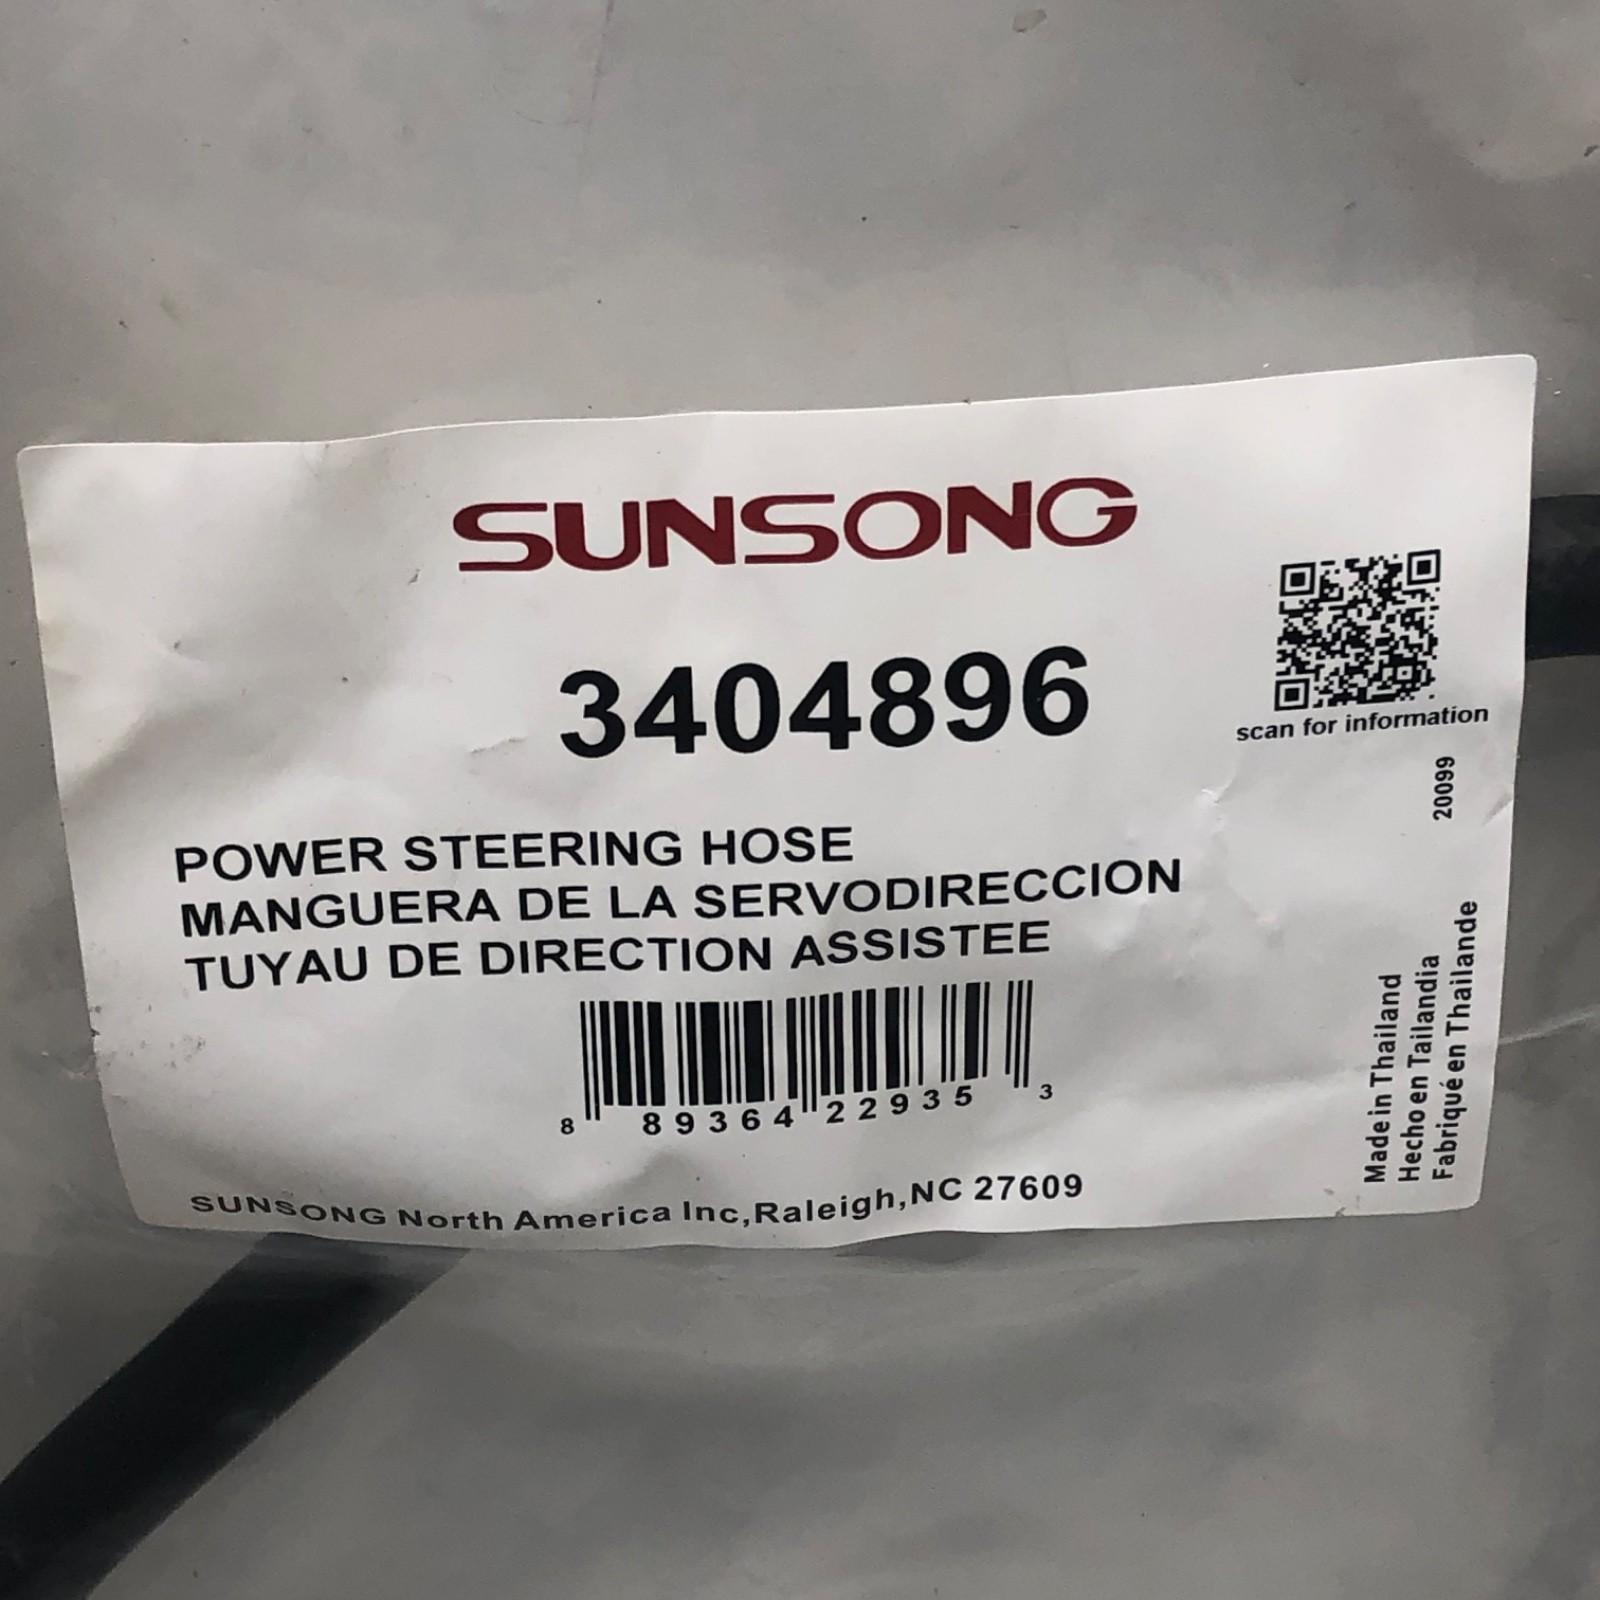 SUNSONG
3404896
scan for information
20099
POWER STEERING HOSE
MANGUERA DE LA SERVODIRECCION
TUYAU DE DIRECTION ASSISTEE
8 89364 22935 3
Made in Thailand
Hecho en Tailandia
Fabriqué en Thailande
SUNSONG North America Inc,Raleigh,NC 27609